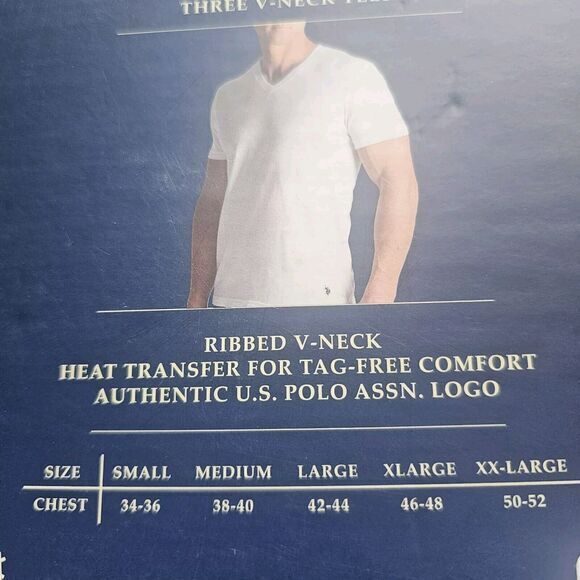 THREE V-NECK TEES
RIBBED V-NECK
HEAT TRANSFER FOR TAG-FREE COMFORT
AUTHENTIC U.S. POLO ASSN. LOGO
SIZE SMALL MEDIUM LARGE XLARGE XX-LARGE
CHEST 34-36 38-40 42-44 46-48 50-52